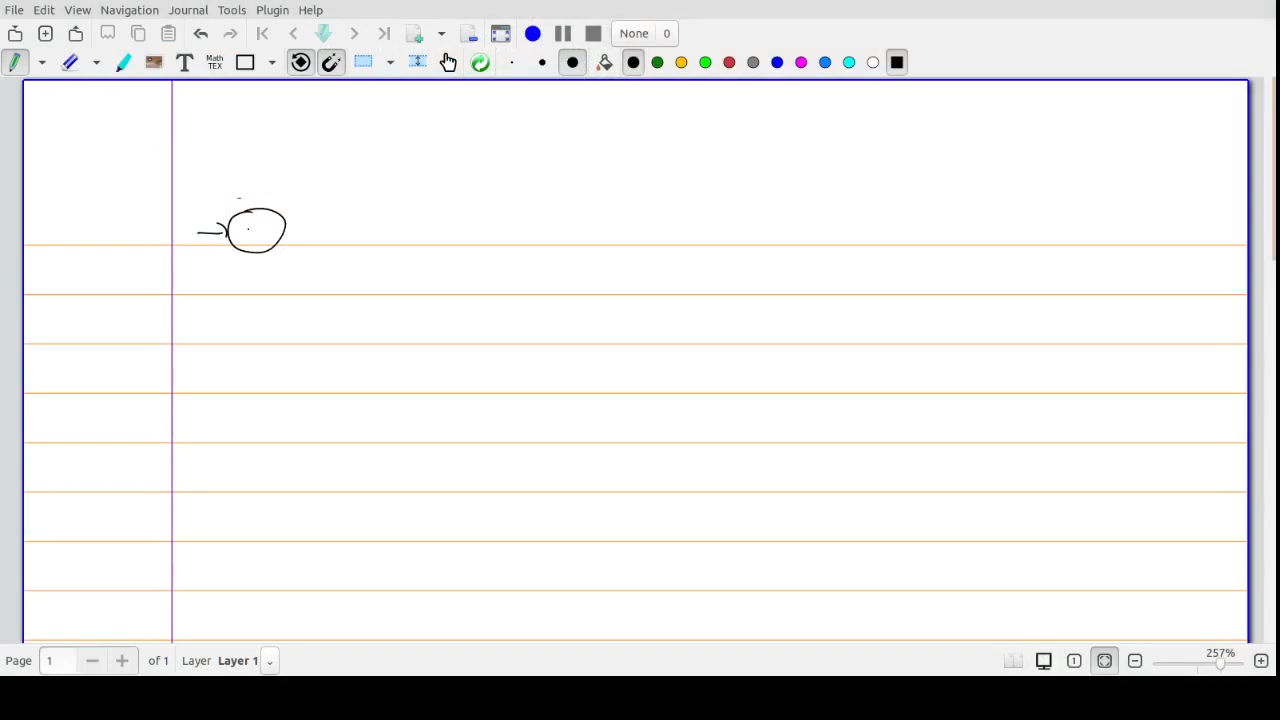 File Edit View Navigation Journal Tools Plugin Help
None 0
Math TEX
Page 1 of 1 Layer Layer 1 257%